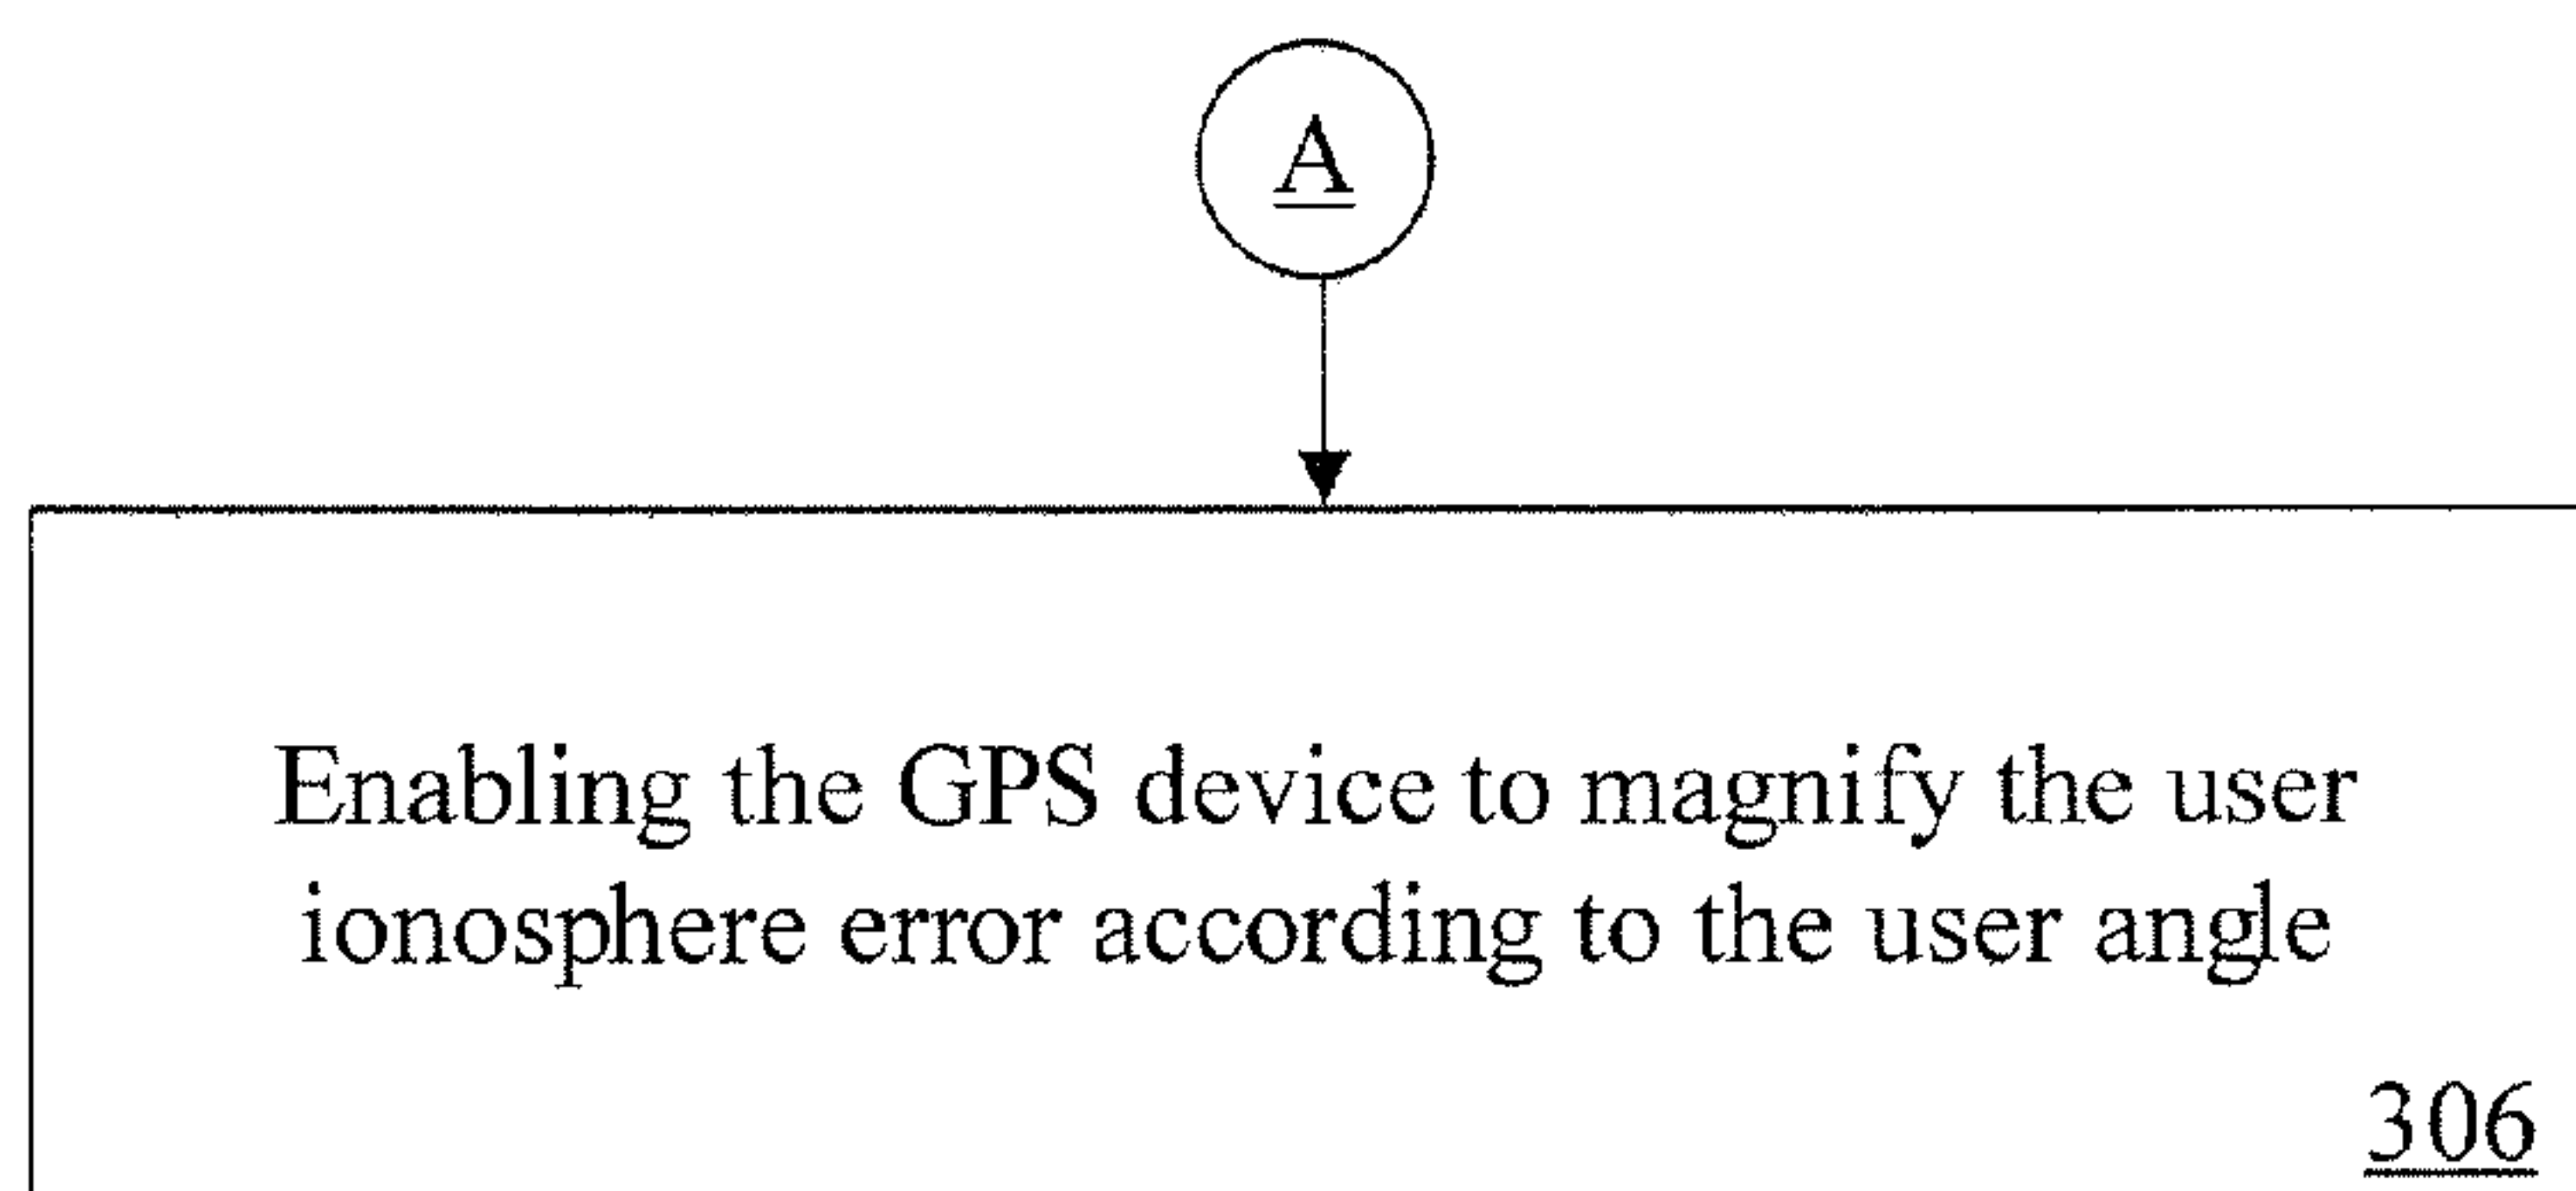 A
Enabling the GPS device to magnify the user
ionosphere error according to the user angle
306